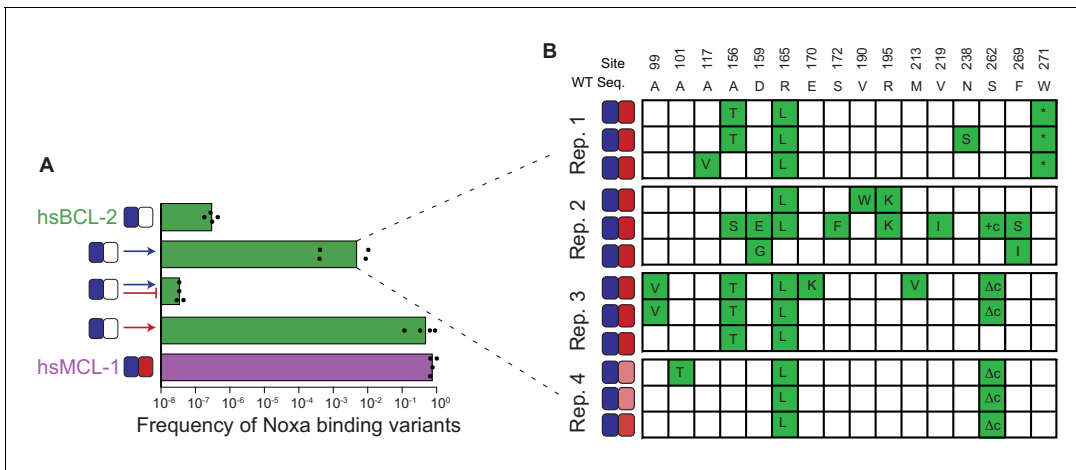 A
hsBCL-2
hsMCL-1
10-8 10-7 10-6 10-5 10-4 10-3 10-2 10-1 100
Frequency of Noxa binding variants
B
Site 99 101 117 156 159 165 170 172 190 195 213 219 238 262 269 271
WT Seq. A A A A D R E S V R M V N S F W
Rep. 1
T L *
T L S *
V L *
Rep. 2
L W K
S E L F K I +c S
G I
Rep. 3
V T L K V Δc
V T L Δc
T L
Rep. 4
T L Δc
L Δc
L Δc